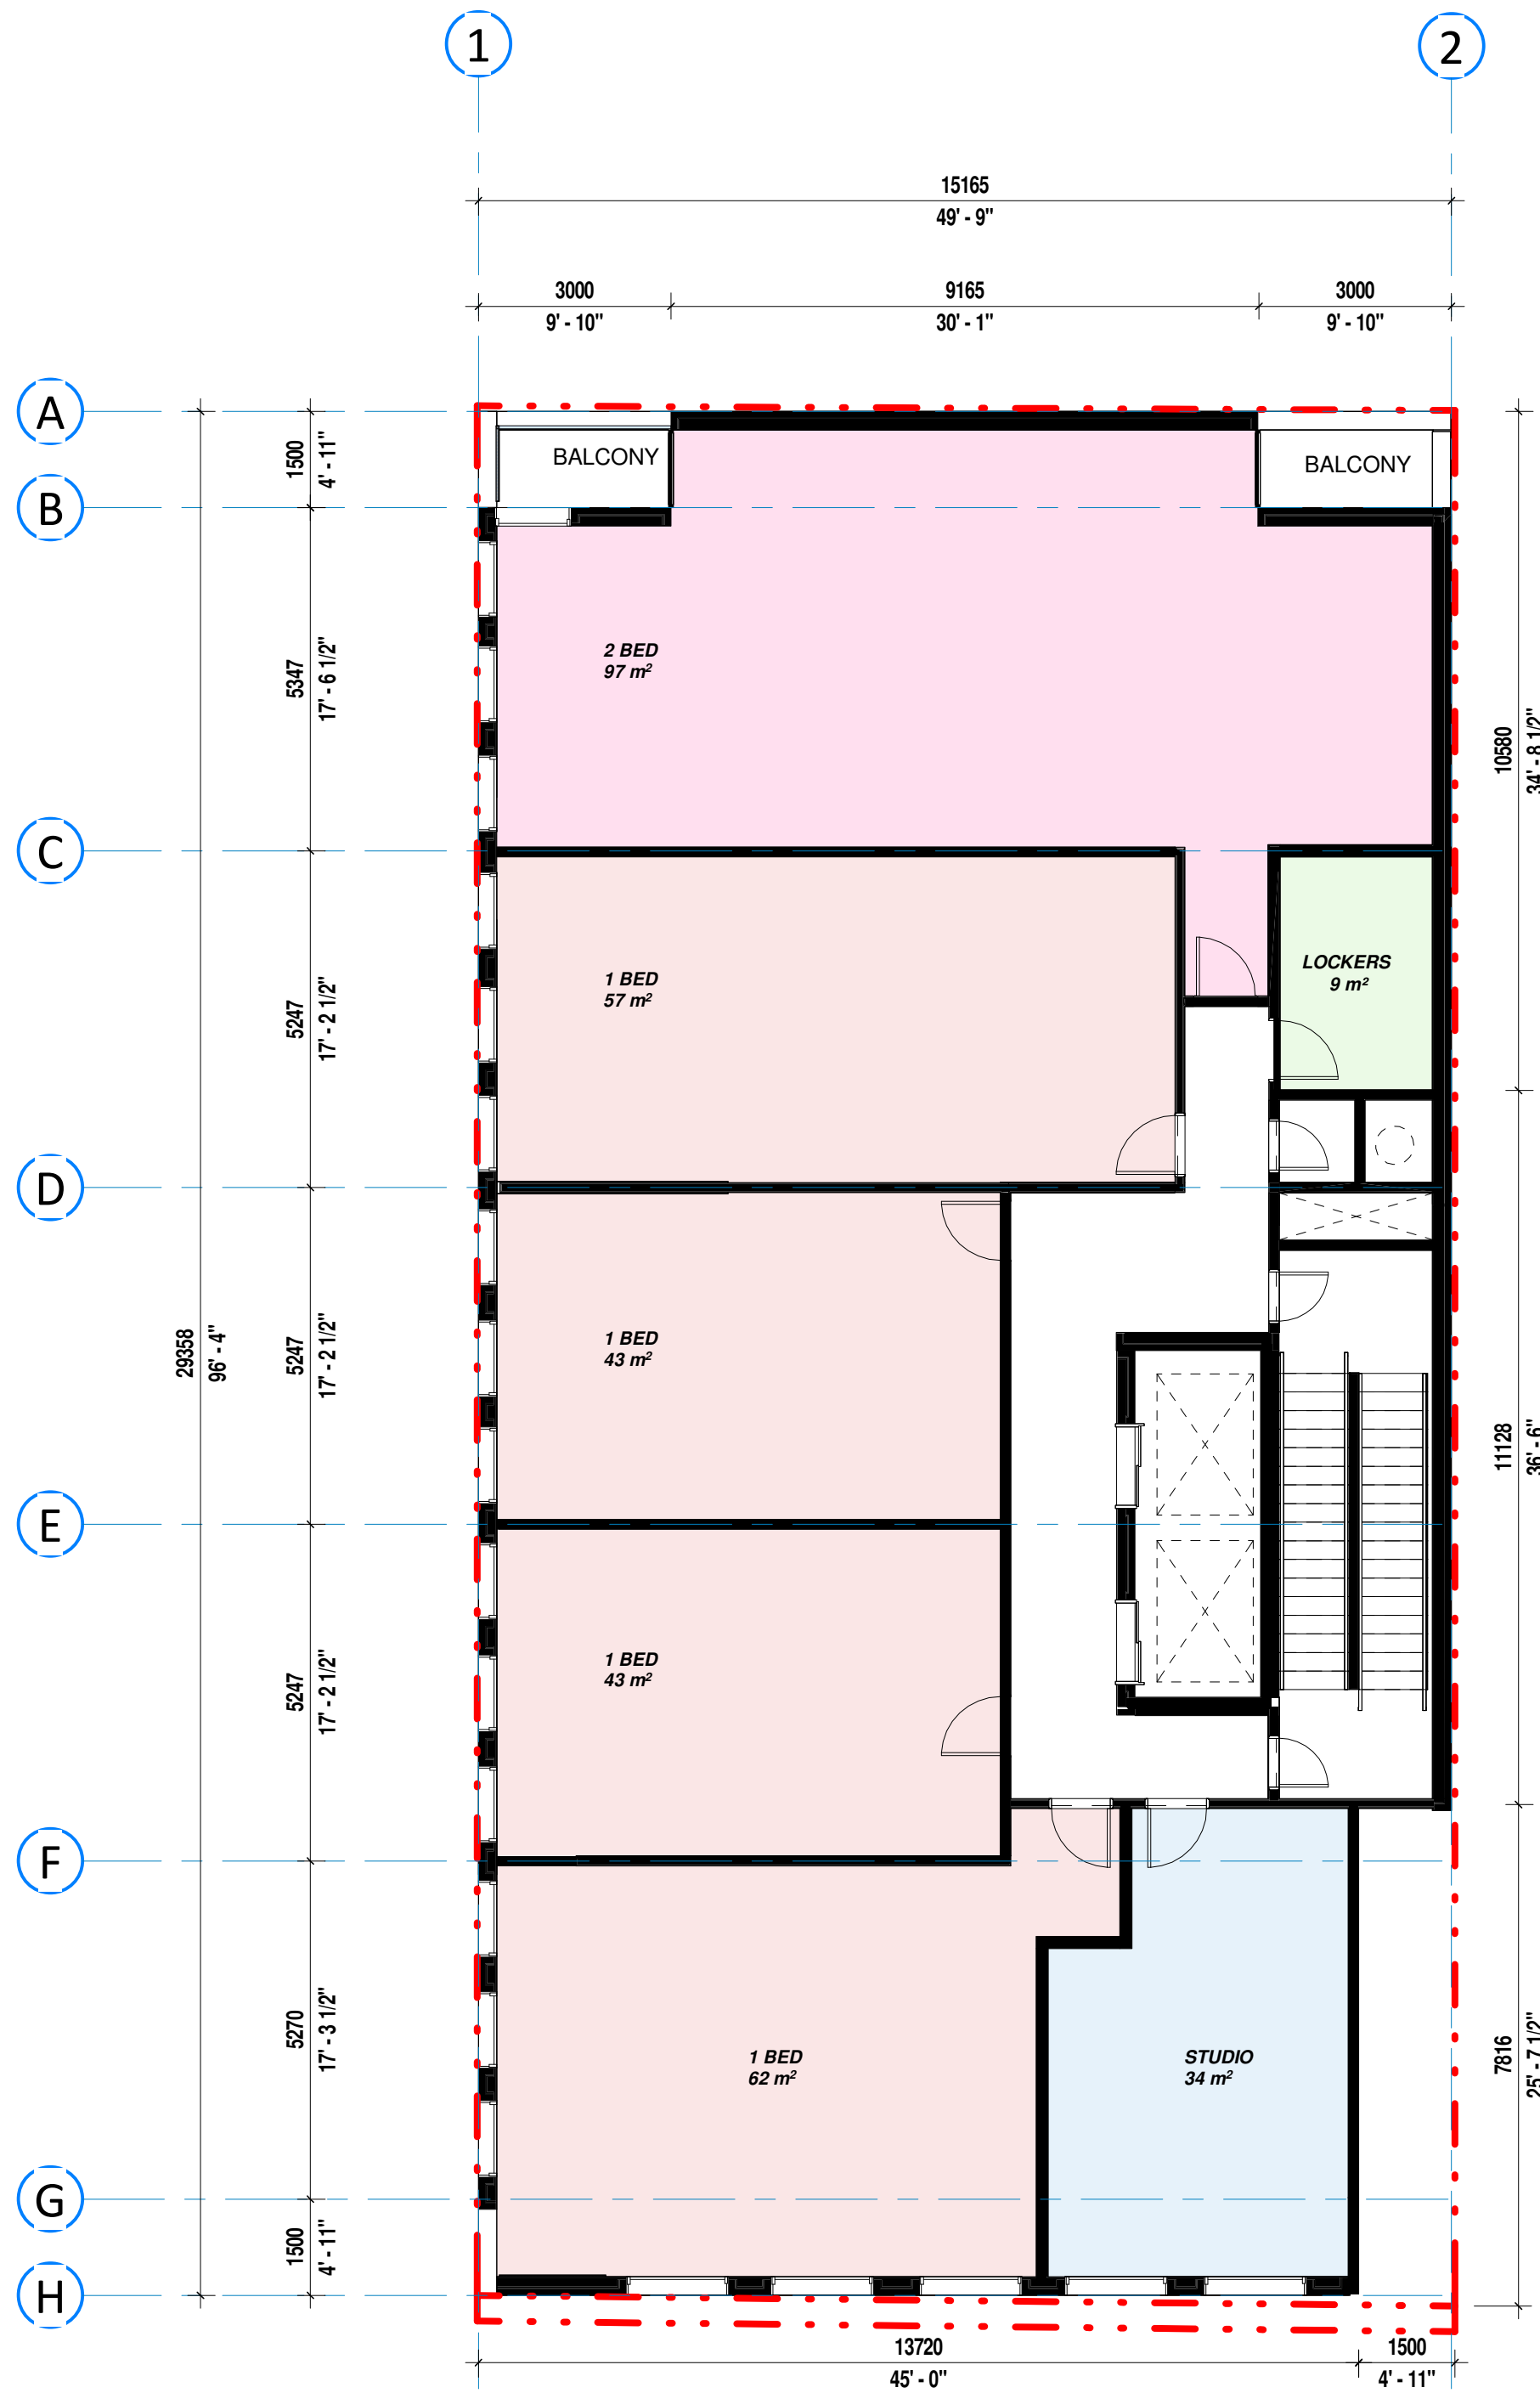 1
2
15165
49' - 9"
3000
9' - 10"
9165
30' - 1"
3000
9' - 10"
A
B
C
D
E
F
G
H
29358
96' - 4"
1500
4' - 11"
5347
17' - 6 1/2"
5247
17' - 2 1/2"
5247
17' - 2 1/2"
5247
17' - 2 1/2"
5270
17' - 3 1/2"
1500
4' - 11"
BALCONY
BALCONY
2 BED
97 m²
1 BED
57 m²
LOCKERS
9 m²
1 BED
43 m²
1 BED
43 m²
1 BED
62 m²
STUDIO
34 m²
10580
34' - 8 1/2"
11128
36' - 6"
7816
25' - 7 1/2"
13720
45' - 0"
1500
4' - 11"